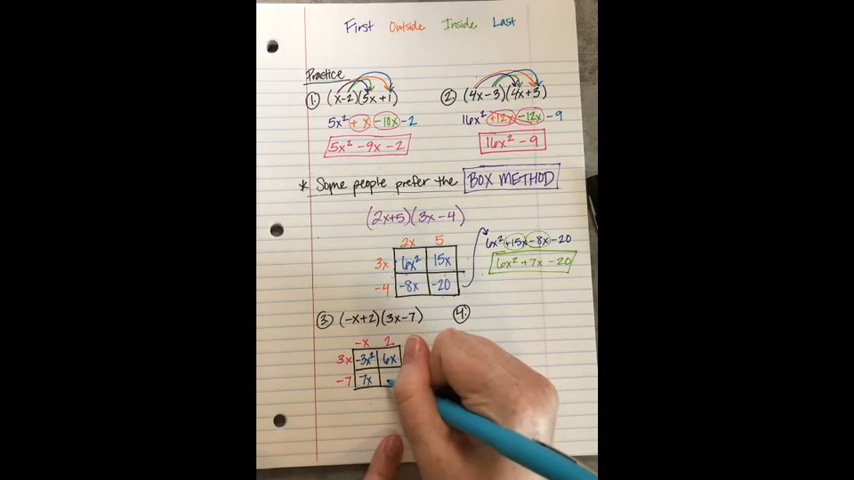 First Outside Inside Last
Practice
1. (x-2)(5x+1)
5x² + x -10x -2
5x² -9x -2
2. (4x-3)(4x+3)
16x² +12x -12x -9
16x² -9
* Some people prefer the BOX METHOD
(2x+5)(3x-4)
2x 5
3x 6x² 15x
-4 -8x -20
6x² +15x -8x -20
6x² +7x -20
3. (-x+2)(3x-7)
-x 2
3x -3x² 6x
-7 7x
4.